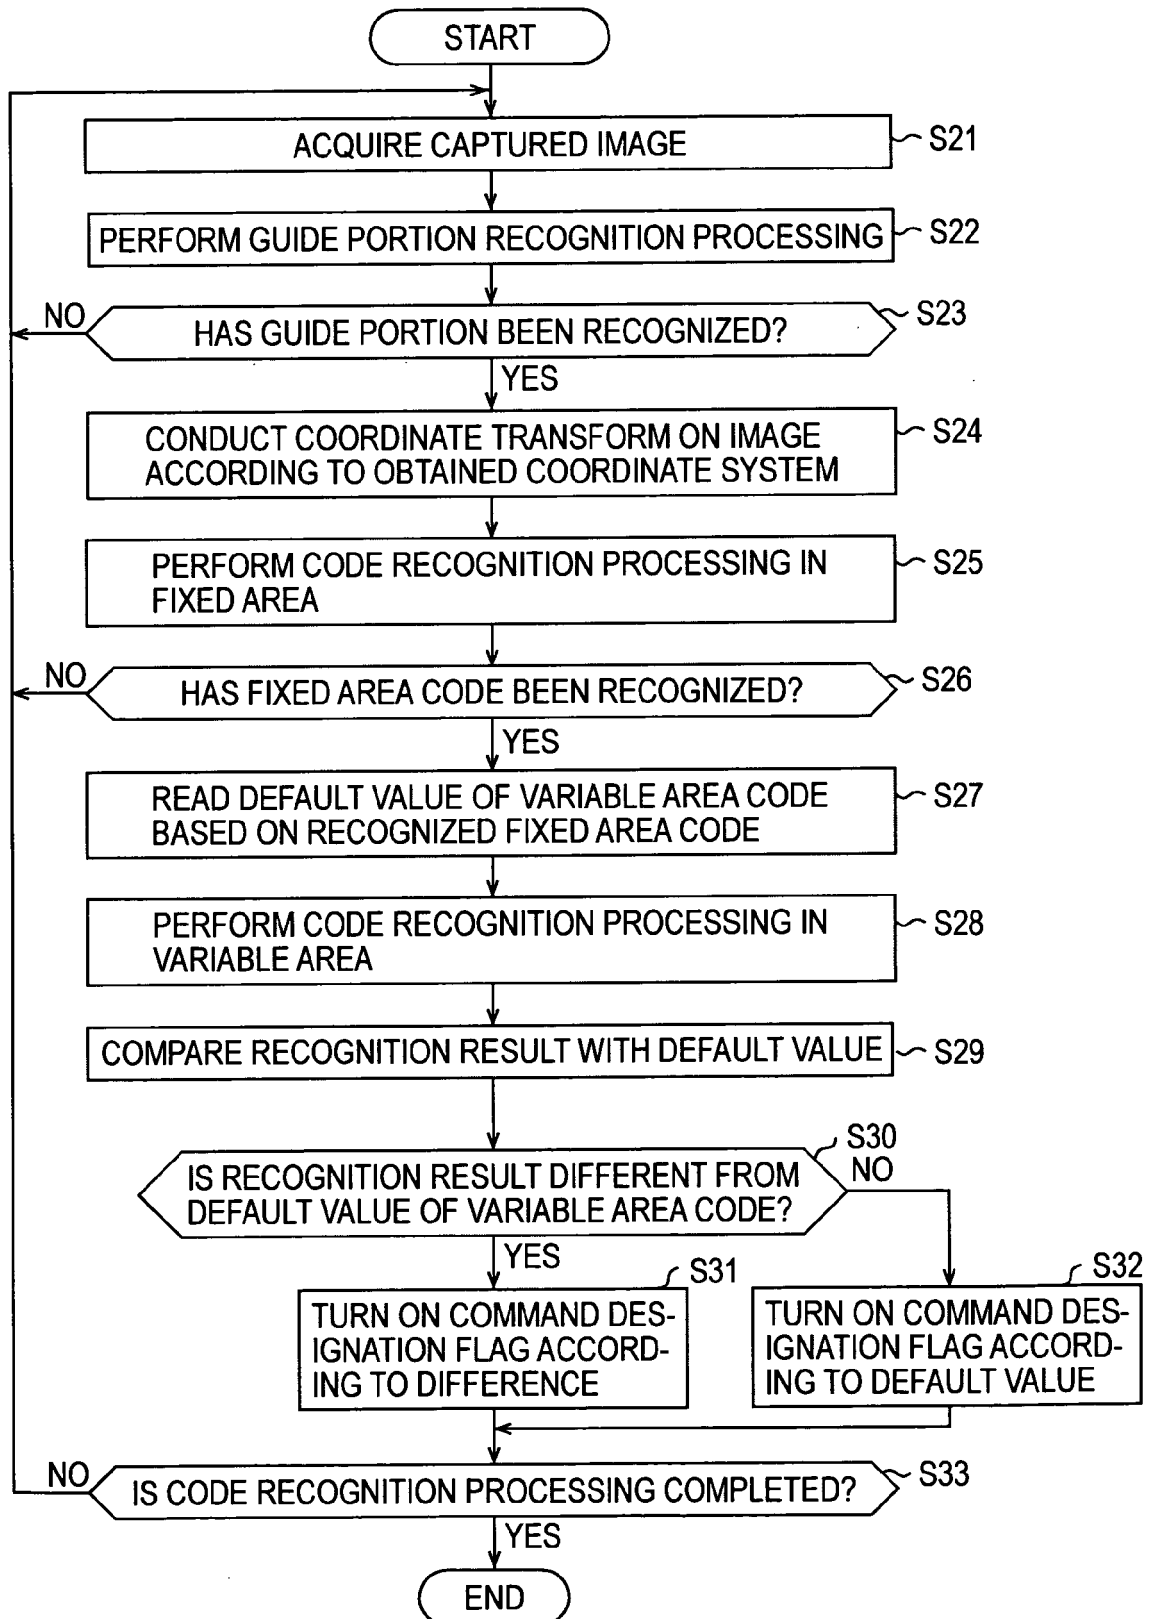 START
ACQUIRE CAPTURED IMAGE
S21
PERFORM GUIDE PORTION RECOGNITION PROCESSING
S22
NO
HAS GUIDE PORTION BEEN RECOGNIZED?
S23
YES
CONDUCT COORDINATE TRANSFORM ON IMAGE
ACCORDING TO OBTAINED COORDINATE SYSTEM
S24
PERFORM CODE RECOGNITION PROCESSING IN
FIXED AREA
S25
NO
HAS FIXED AREA CODE BEEN RECOGNIZED?
S26
YES
READ DEFAULT VALUE OF VARIABLE AREA CODE
BASED ON RECOGNIZED FIXED AREA CODE
S27
PERFORM CODE RECOGNITION PROCESSING IN
VARIABLE AREA
S28
COMPARE RECOGNITION RESULT WITH DEFAULT VALUE
S29
IS RECOGNITION RESULT DIFFERENT FROM
DEFAULT VALUE OF VARIABLE AREA CODE?
S30
NO
YES
S31
TURN ON COMMAND DES-
IGNATION FLAG ACCORD-
ING TO DIFFERENCE
S32
TURN ON COMMAND DES-
IGNATION FLAG ACCORD-
ING TO DEFAULT VALUE
NO
IS CODE RECOGNITION PROCESSING COMPLETED?
S33
YES
END